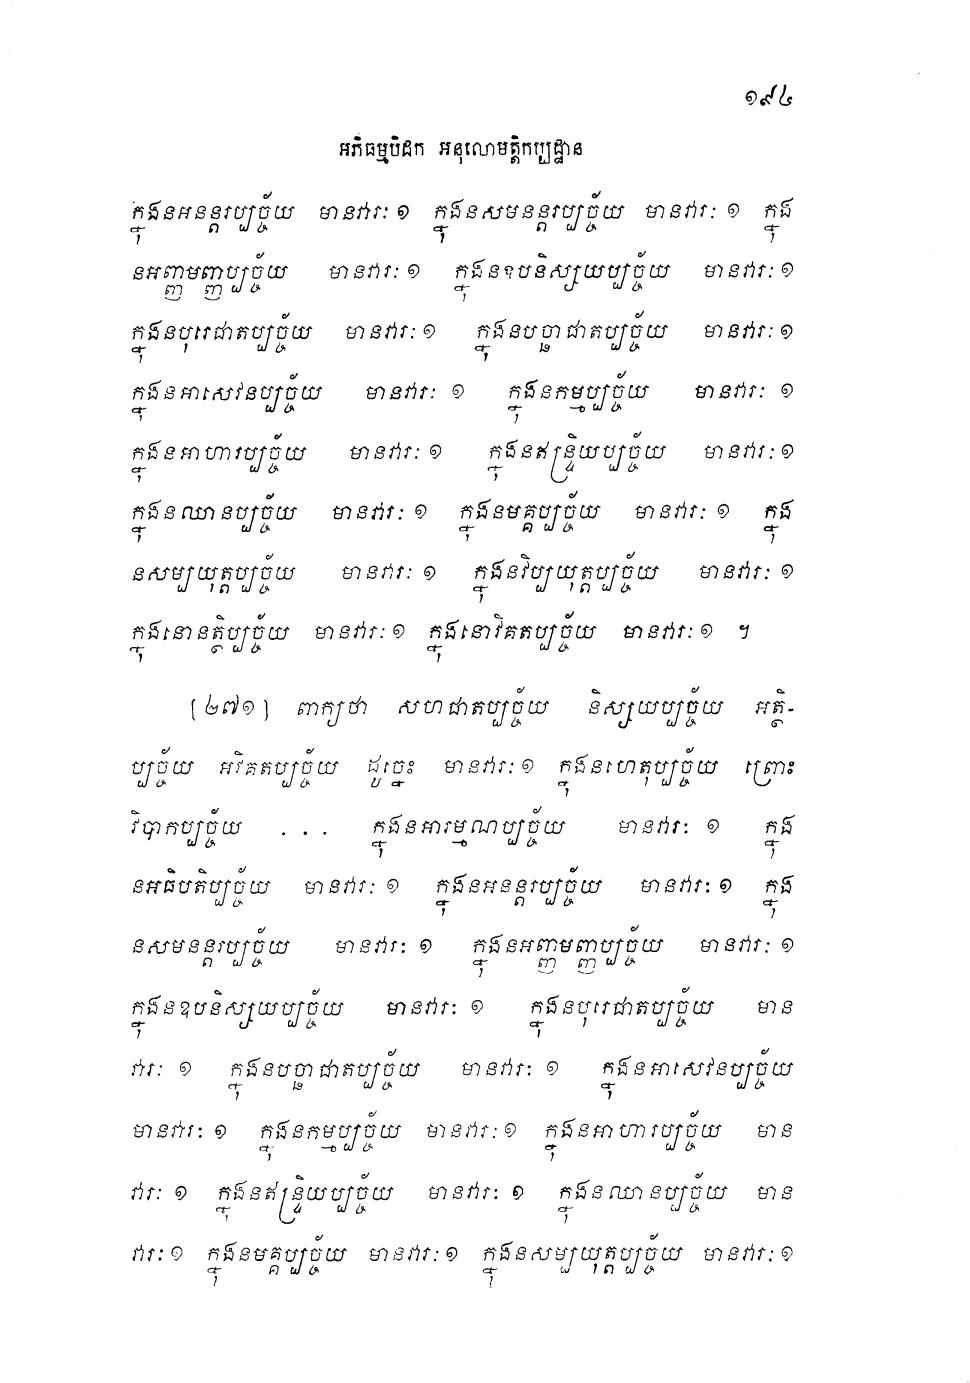 ១៩៤
អភិធម្មបិដក អនុលោមត្តិកប្បដ្ឋាន
ក្នុងនអនន្តរប្បច្ច័យ មានវារៈ ១ ក្នុងនសមនន្តរប្បច្ច័យ មានវារៈ ១ ក្នុង
នអញ្ញមញ្ញប្បច្ច័យ មានវារៈ ១ ក្នុងនឧបនិស្សយប្បច្ច័យ មានវារៈ ១
ក្នុងនបុរេជាតប្បច្ច័យ មានវារៈ ១ ក្នុងនបច្ឆាជាតប្បច្ច័យ មានវារៈ ១
ក្នុងនអាសេវនប្បច្ច័យ មានវារៈ ១ ក្នុងនកម្មប្បច្ច័យ មានវារៈ ១
ក្នុងនអាហារប្បច្ច័យ មានវារៈ ១ ក្នុងនឥន្ទ្រិយប្បច្ច័យ មានវារៈ ១
ក្នុងនឈានប្បច្ច័យ មានវារៈ ១ ក្នុងនមគ្គប្បច្ច័យ មានវារៈ ១ ក្នុង
នសម្បយុត្តប្បច្ច័យ មានវារៈ ១ ក្នុងនវិប្បយុត្តប្បច្ច័យ មានវារៈ ១
ក្នុងនោនត្ថិប្បច្ច័យ មានវារៈ ១ ក្នុងនោវិគតប្បច្ច័យ មានវារៈ ១ ។
[២៧១] ពាក្យថា សហជាតប្បច្ច័យ និស្សយប្បច្ច័យ អត្ថិ-
ប្បច្ច័យ អវិគតប្បច្ច័យ ដូច្នេះ មានវារៈ ១ ក្នុងនហេតុប្បច្ច័យ ព្រោះ
វិបាកប្បច្ច័យ ... ក្នុងនអារម្មណប្បច្ច័យ មានវារៈ ១ ក្នុង
នអធិបតិប្បច្ច័យ មានវារៈ ១ ក្នុងនអនន្តរប្បច្ច័យ មានវារៈ ១ ក្នុង
នសមនន្តរប្បច្ច័យ មានវារៈ ១ ក្នុងនអញ្ញមញ្ញប្បច្ច័យ មានវារៈ ១
ក្នុងនឧបនិស្សយប្បច្ច័យ មានវារៈ ១ ក្នុងនបុរេជាតប្បច្ច័យ មាន
វារៈ ១ ក្នុងនបច្ឆាជាតប្បច្ច័យ មានវារៈ ១ ក្នុងនអាសេវនប្បច្ច័យ
មានវារៈ ១ ក្នុងនកម្មប្បច្ច័យ មានវារៈ ១ ក្នុងនអាហារប្បច្ច័យ មាន
វារៈ ១ ក្នុងនឥន្ទ្រិយប្បច្ច័យ មានវារៈ ១ ក្នុងនឈានប្បច្ច័យ មាន
វារៈ ១ ក្នុងនមគ្គប្បច្ច័យ មានវារៈ ១ ក្នុងនសម្បយុត្តប្បច្ច័យ មានវារៈ ១